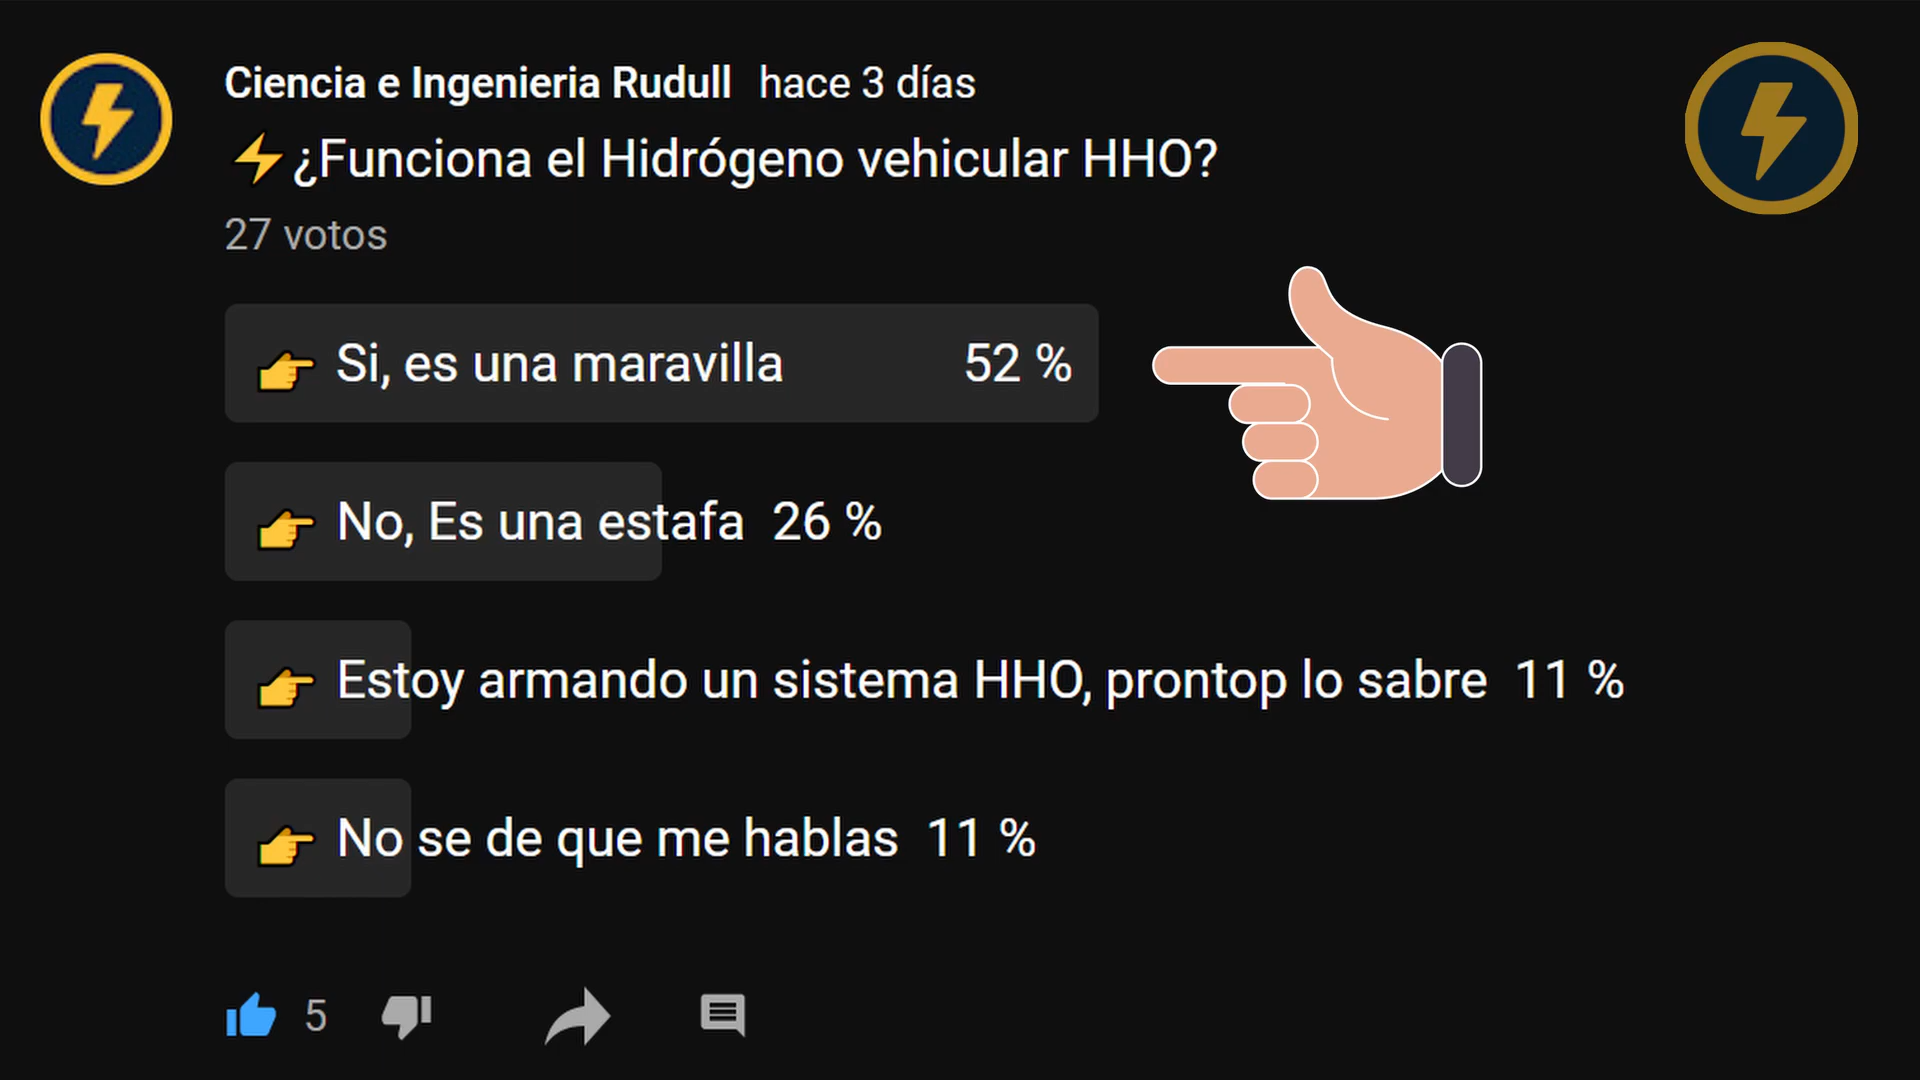 Ciencia e Ingenieria Rudull hace 3 días
⚡¿Funciona el Hidrógeno vehicular HHO?
27 votos
👉 Si, es una maravilla 52 %
👉 No, Es una estafa 26 %
👉 Estoy armando un sistema HHO, prontop lo sabre 11 %
👉 No se de que me hablas 11 %
5